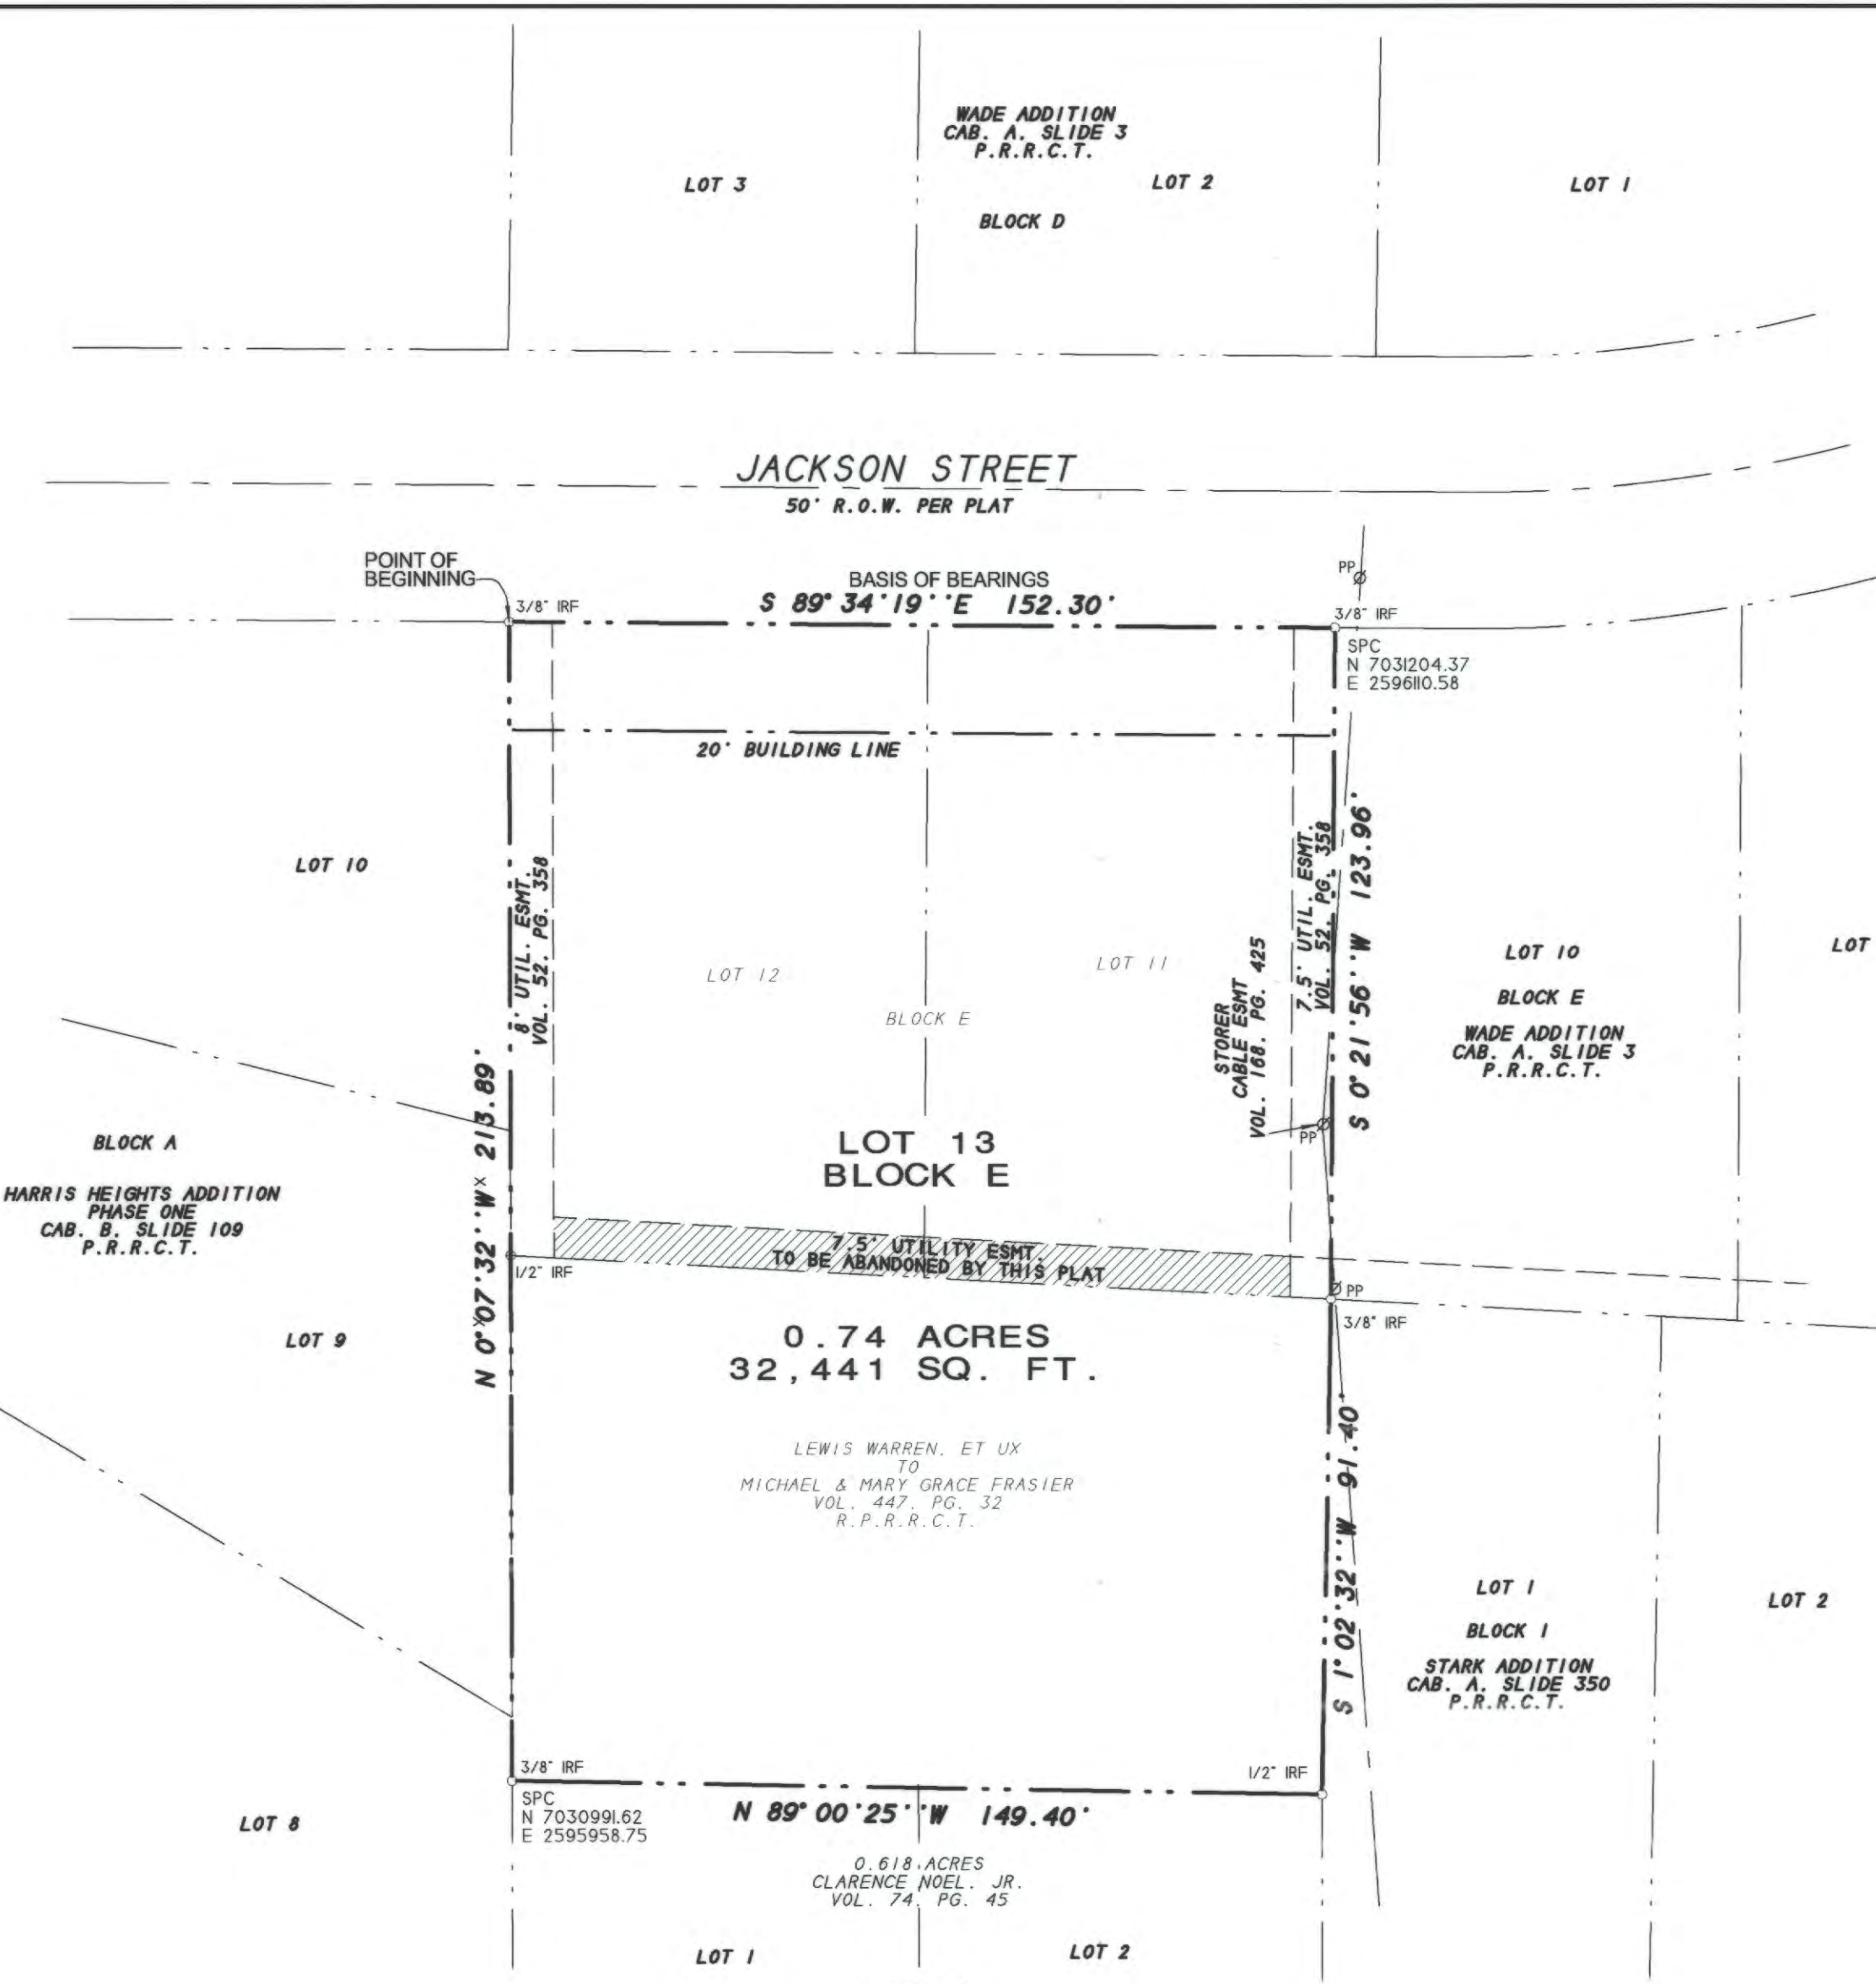 WADE ADDITION
CAB. A. SLIDE 3
P.R.R.C.T.
LOT 3
LOT 2
LOT 1
BLOCK D
JACKSON STREET
50' R.O.W. PER PLAT
POINT OF
BEGINNING
BASIS OF BEARINGS
S 89°34'19''E 152.30'
3/8" IRF
PP
3/8" IRF
SPC
N 7031204.37
E 2596110.58
20' BUILDING LINE
LOT 10
8' UTIL. ESMT.
VOL. 52. PG. 358
LOT 12
LOT 11
BLOCK E
STORER
CABLE ESMT
VOL. 168. PG. 425
7.5' UTIL. ESMT.
VOL. 52. PG. 358
S 0°21'56''W 123.96'
PP
LOT 10
BLOCK E
WADE ADDITION
CAB. A. SLIDE 3
P.R.R.C.T.
LOT
BLOCK A
HARRIS HEIGHTS ADDITION
PHASE ONE
CAB. B. SLIDE 109
P.R.R.C.T.
N 0°07'32''W 213.89'
LOT 13
BLOCK E
7.5' UTILITY ESMT.
TO BE ABANDONED BY THIS PLAT
1/2" IRF
PP
3/8" IRF
LOT 9
0.74 ACRES
32,441 SQ. FT.
LEWIS WARREN. ET UX
TO
MICHAEL & MARY GRACE FRASIER
VOL. 447. PG. 32
R.P.R.R.C.T.
S 1°02'32''W 91.40'
LOT 1
BLOCK 1
STARK ADDITION
CAB. A. SLIDE 350
P.R.R.C.T.
LOT 2
3/8" IRF
1/2" IRF
SPC
N 7030991.62
E 2595958.75
N 89°00'25''W 149.40'
LOT 8
0.618 ACRES
CLARENCE NOEL. JR.
VOL. 74. PG. 45
LOT 1
LOT 2